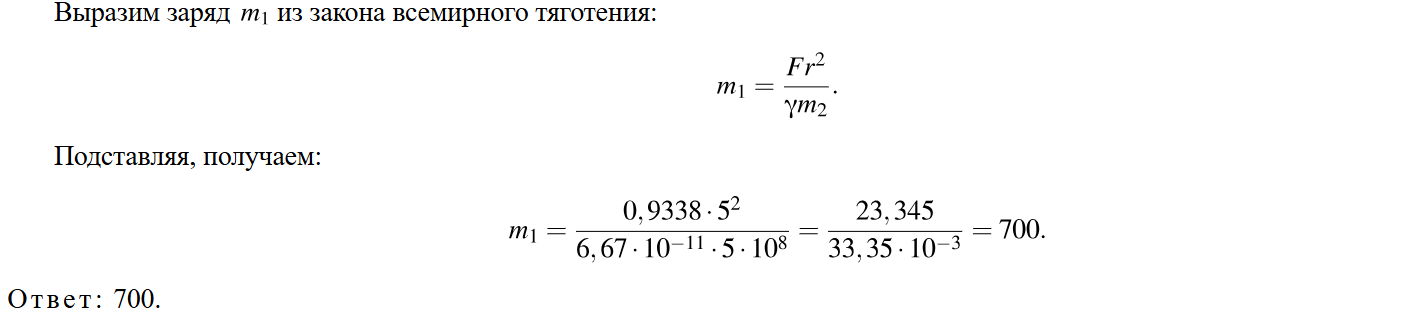 Выразим заряд m₁ из закона всемирного тяготения:
m₁ = Fr² / γm₂.
Подставляя, получаем:
m₁ = 0,9338 · 5² / 6,67 · 10⁻¹¹ · 5 · 10⁸ = 23,345 / 33,35 · 10⁻³ = 700.
Ответ: 700.